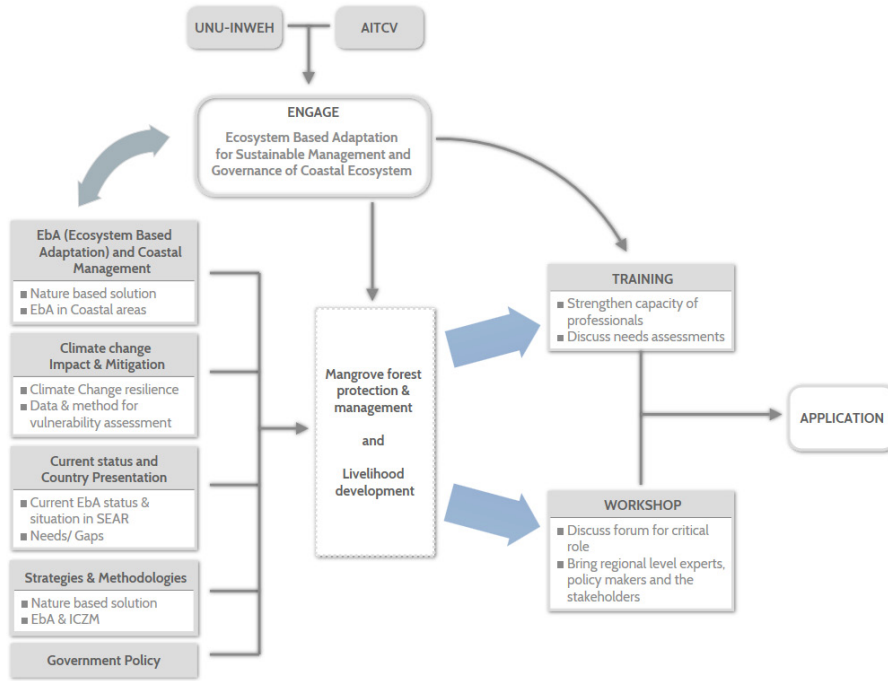 UNU-INWEH
AITCV
ENGAGE
Ecosystem Based Adaptation
for Sustainable Management and
Governance of Coastal Ecosystem
EbA (Ecosystem Based
Adaptation) and Coastal
Management
Nature based solution
EbA in Coastal areas
Climate change
Impact & Mitigation
Climate Change resilience
Data & method for
vulnerability assessment
Current status and
Country Presentation
Current EbA status &
situation in SEAR
Needs/ Gaps
Strategies & Methodologies
Nature based solution
EbA & ICZM
Government Policy
Mangrove forest
protection &
management
and
Livelihood
development
TRAINING
Strengthen capacity of
professionals
Discuss needs assessments
WORKSHOP
Discuss forum for critical
role
Bring regional level experts,
policy makers and the
stakeholders
APPLICATION